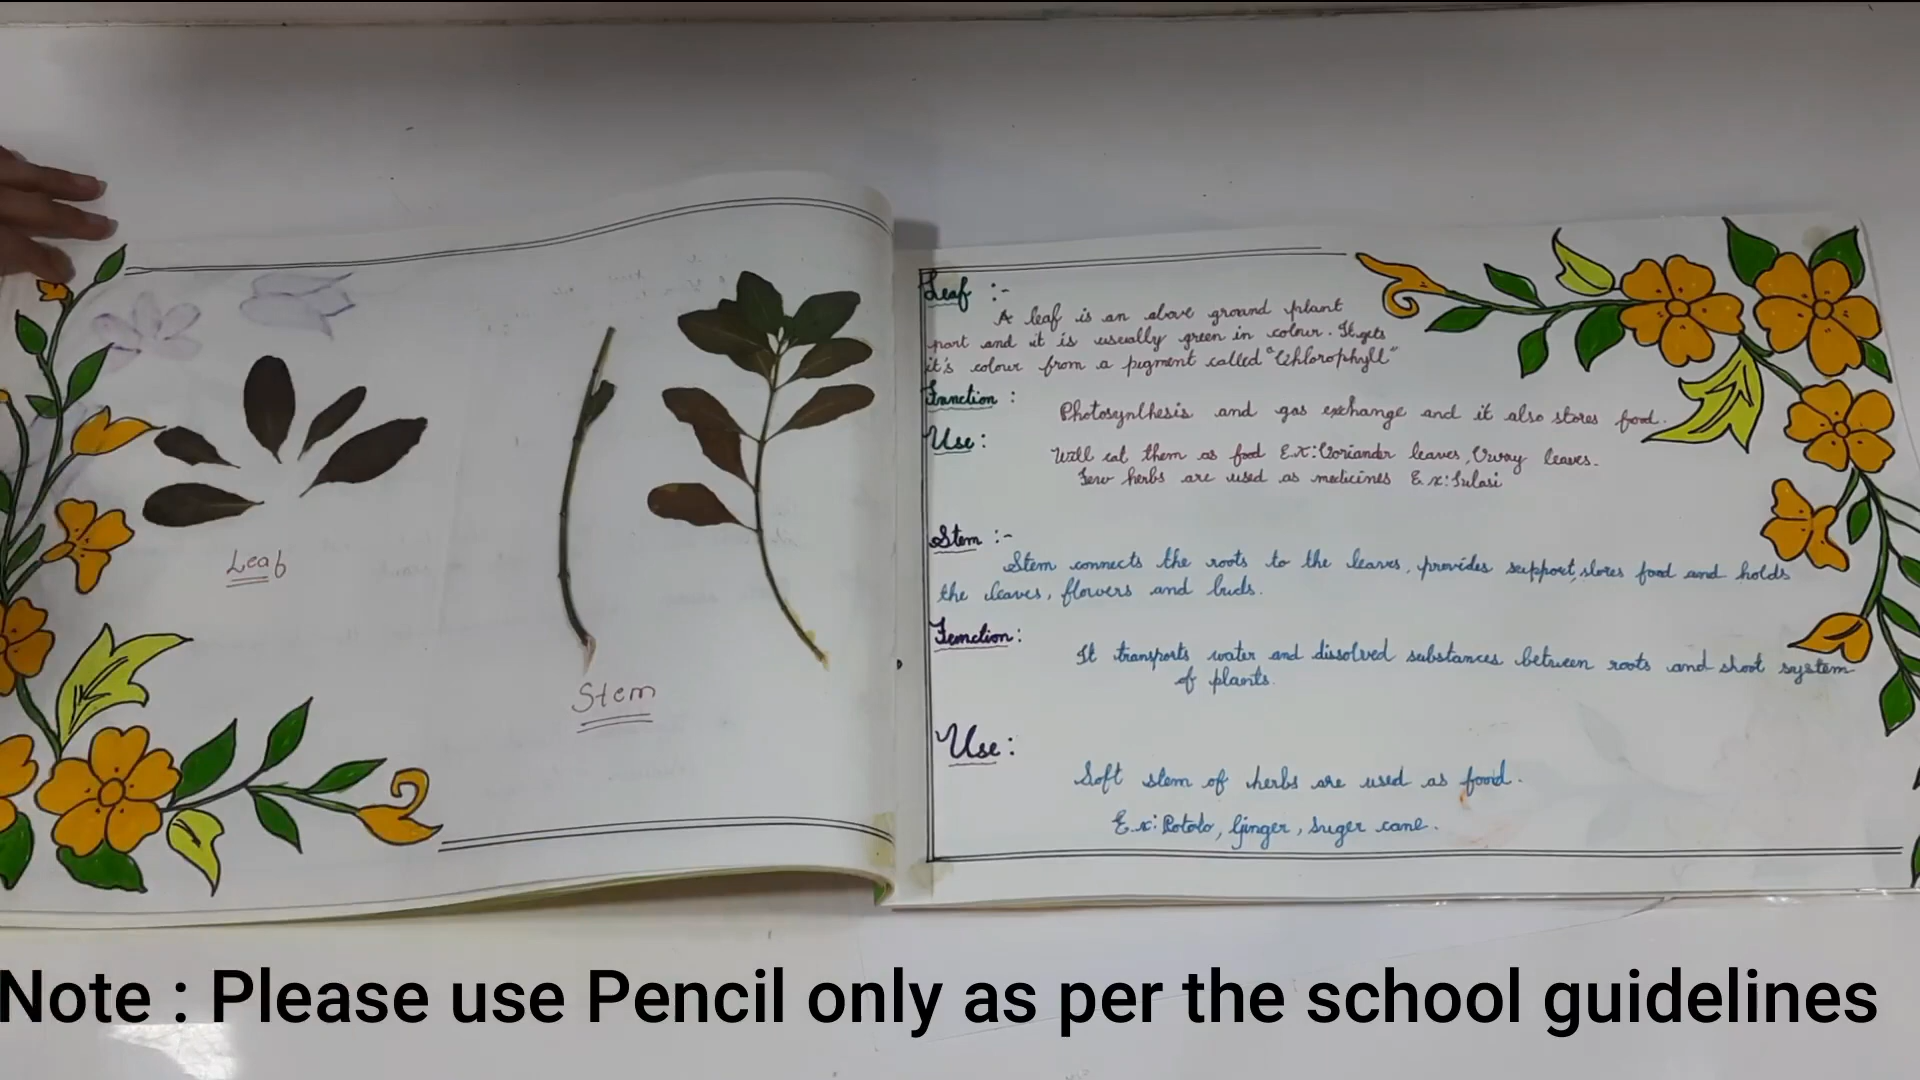 Leaf
Stem
Leaf :-
A leaf is an above ground plant
part and it is usually green in colour. It gets
it's colour from a pigment called "Chlorophyll"
Function :
Photosynthesis and gas exchange and it also stores food.
Use :
Will eat them as food Ex: Coriander leaves, Curry leaves.
Few herbs are used as medicines E.x: Tulasi
Stem :-
Stem connects the roots to the leaves, provides support, stores food and holds
the leaves, flowers and buds.
Function :
It transports water and dissolved substances between roots and shoot system
of plants.
Use :
Soft stem of herbs are used as food.
E.x: Potato, Ginger, Suger cane.
Note : Please use Pencil only as per the school guidelines